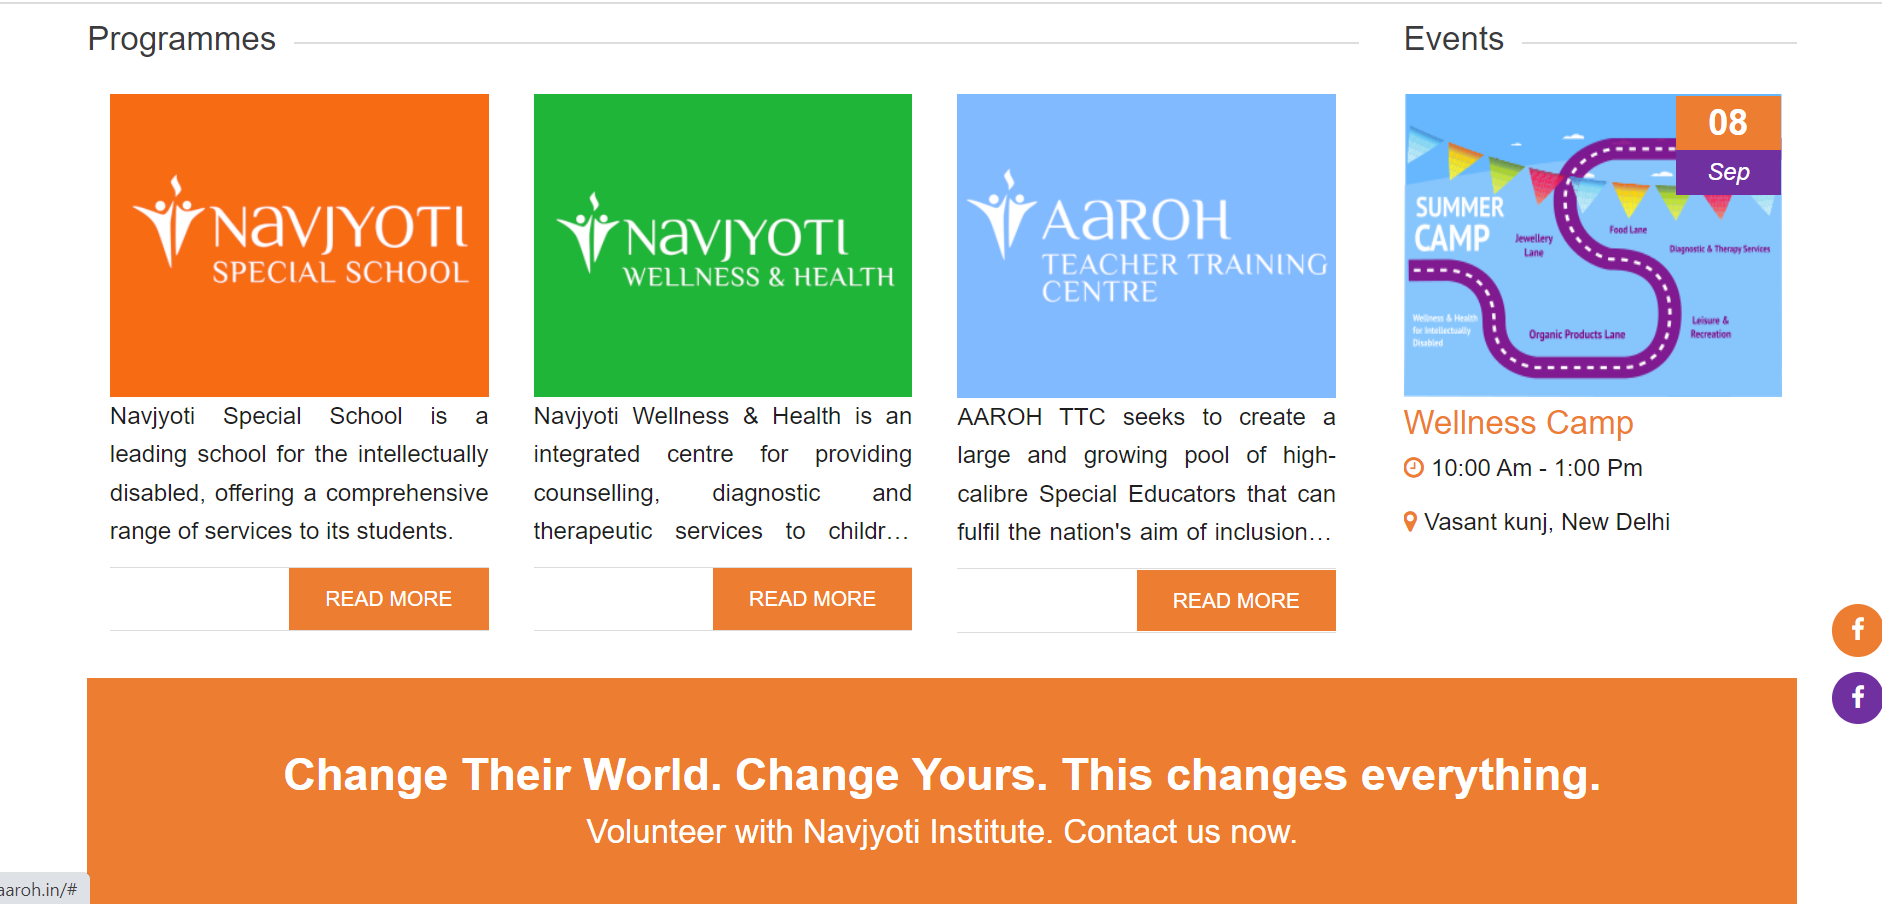 Programmes
Events
NAVJYOTI
SPECIAL SCHOOL
Navjyoti Special School is a
leading school for the intellectually
disabled, offering a comprehensive
range of services to its students.
READ MORE
NAVJYOTI
WELLNESS & HEALTH
Navjyoti Wellness & Health is an
integrated centre for providing
counselling, diagnostic and
therapeutic services to childr...
READ MORE
AAROH
TEACHER TRAINING
CENTRE
AAROH TTC seeks to create a
large and growing pool of high-
calibre Special Educators that can
fulfil the nation's aim of inclusion...
READ MORE
08
Sep
SUMMER
CAMP
Jewellery
Lane
Food Lane
Diagnostic & Therapy Services
Wellness & Health
for Intellectually
Disabled
Organic Products Lane
Leisure &
Recreation
Wellness Camp
10:00 Am - 1:00 Pm
Vasant kunj, New Delhi
Change Their World. Change Yours. This changes everything.
Volunteer with Navjyoti Institute. Contact us now.
aaroh.in/#